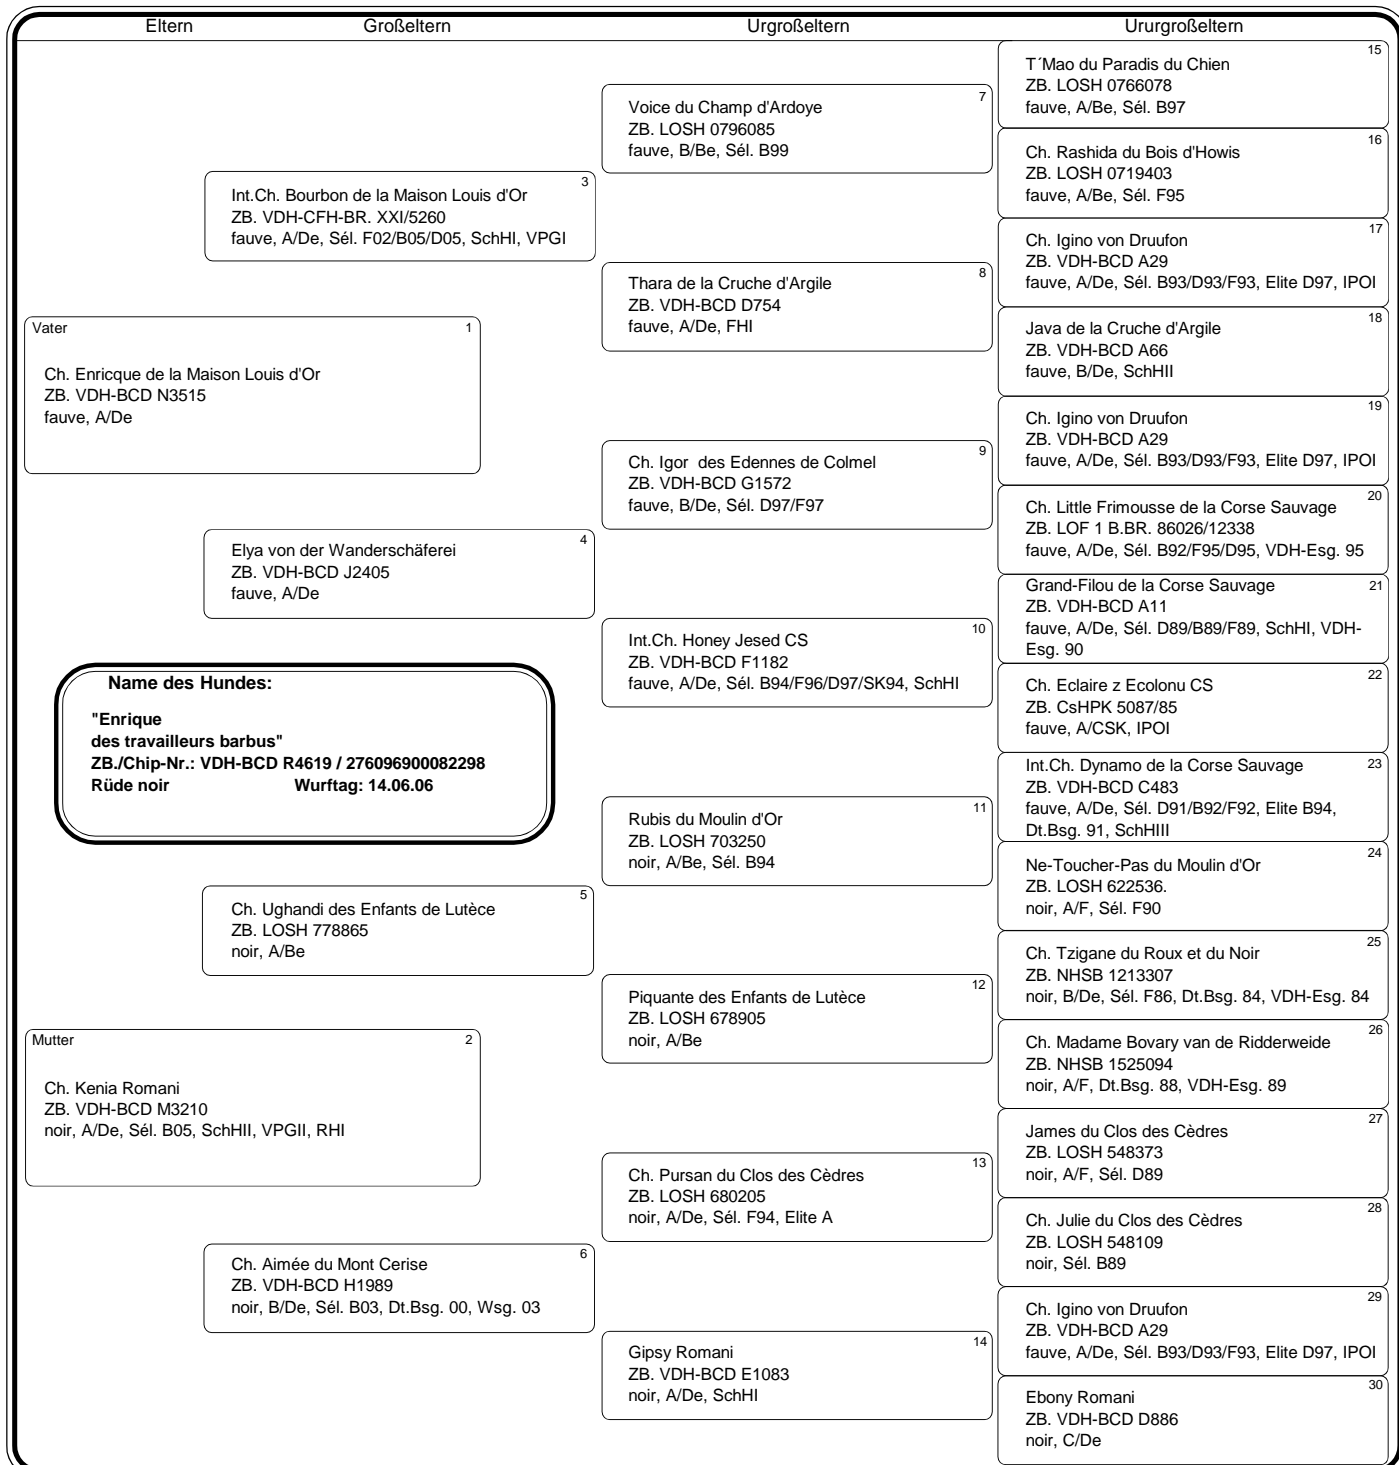 Eltern Großeltern Urgroßeltern Ururgroßeltern
Vater 1
Ch. Enricque de la Maison Louis d'Or
ZB. VDH-BCD N3515
fauve, A/De
Name des Hundes:
"Enrique
des travailleurs barbus"
ZB./Chip-Nr.: VDH-BCD R4619 / 276096900082298
Rüde noir Wurftag: 14.06.06
Mutter 2
Ch. Kenia Romani
ZB. VDH-BCD M3210
noir, A/De, Sél. B05, SchHII, VPGII, RHI
3
Int.Ch. Bourbon de la Maison Louis d'Or
ZB. VDH-CFH-BR. XXI/5260
fauve, A/De, Sél. F02/B05/D05, SchHI, VPGI
4
Elya von der Wanderschäferei
ZB. VDH-BCD J2405
fauve, A/De
5
Ch. Ughandi des Enfants de Lutèce
ZB. LOSH 778865
noir, A/Be
6
Ch. Aimée du Mont Cerise
ZB. VDH-BCD H1989
noir, B/De, Sél. B03, Dt.Bsg. 00, Wsg. 03
7
Voice du Champ d'Ardoye
ZB. LOSH 0796085
fauve, B/Be, Sél. B99
8
Thara de la Cruche d'Argile
ZB. VDH-BCD D754
fauve, A/De, FHI
9
Ch. Igor  des Edennes de Colmel
ZB. VDH-BCD G1572
fauve, B/De, Sél. D97/F97
10
Int.Ch. Honey Jesed CS
ZB. VDH-BCD F1182
fauve, A/De, Sél. B94/F96/D97/SK94, SchHI
11
Rubis du Moulin d'Or
ZB. LOSH 703250
noir, A/Be, Sél. B94
12
Piquante des Enfants de Lutèce
ZB. LOSH 678905
noir, A/Be
13
Ch. Pursan du Clos des Cèdres
ZB. LOSH 680205
noir, A/De, Sél. F94, Elite A
14
Gipsy Romani
ZB. VDH-BCD E1083
noir, A/De, SchHI
15
T´Mao du Paradis du Chien
ZB. LOSH 0766078
fauve, A/Be, Sél. B97
16
Ch. Rashida du Bois d'Howis
ZB. LOSH 0719403
fauve, A/Be, Sél. F95
17
Ch. Igino von Druufon
ZB. VDH-BCD A29
fauve, A/De, Sél. B93/D93/F93, Elite D97, IPOI
18
Java de la Cruche d'Argile
ZB. VDH-BCD A66
fauve, B/De, SchHII
19
Ch. Igino von Druufon
ZB. VDH-BCD A29
fauve, A/De, Sél. B93/D93/F93, Elite D97, IPOI
20
Ch. Little Frimousse de la Corse Sauvage
ZB. LOF 1 B.BR. 86026/12338
fauve, A/De, Sél. B92/F95/D95, VDH-Esg. 95
21
Grand-Filou de la Corse Sauvage
ZB. VDH-BCD A11
fauve, A/De, Sél. D89/B89/F89, SchHI, VDH-
Esg. 90
22
Ch. Eclaire z Ecolonu CS
ZB. CsHPK 5087/85
fauve, A/CSK, IPOI
23
Int.Ch. Dynamo de la Corse Sauvage
ZB. VDH-BCD C483
fauve, A/De, Sél. D91/B92/F92, Elite B94,
Dt.Bsg. 91, SchHIII
24
Ne-Toucher-Pas du Moulin d'Or
ZB. LOSH 622536.
noir, A/F, Sél. F90
25
Ch. Tzigane du Roux et du Noir
ZB. NHSB 1213307
noir, B/De, Sél. F86, Dt.Bsg. 84, VDH-Esg. 84
26
Ch. Madame Bovary van de Ridderweide
ZB. NHSB 1525094
noir, A/F, Dt.Bsg. 88, VDH-Esg. 89
27
James du Clos des Cèdres
ZB. LOSH 548373
noir, A/F, Sél. D89
28
Ch. Julie du Clos des Cèdres
ZB. LOSH 548109
noir, Sél. B89
29
Ch. Igino von Druufon
ZB. VDH-BCD A29
fauve, A/De, Sél. B93/D93/F93, Elite D97, IPOI
30
Ebony Romani
ZB. VDH-BCD D886
noir, C/De